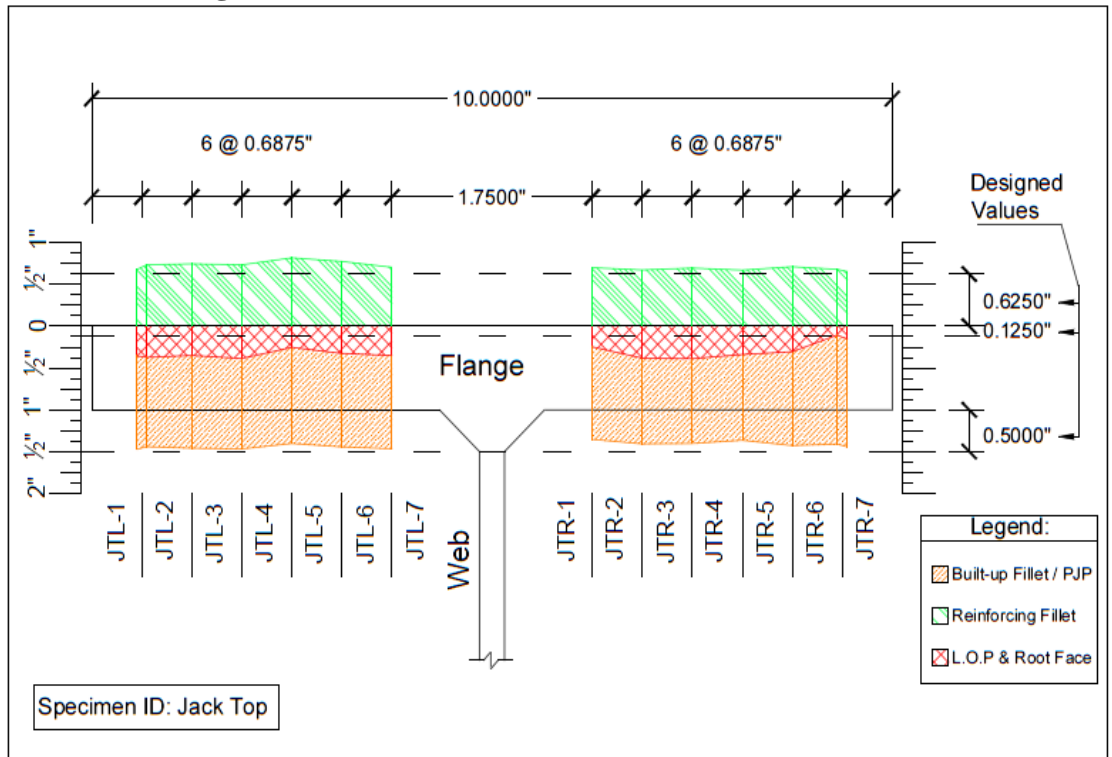 10.0000"
6 @ 0.6875"
6 @ 0.6875"
1.7500"
Designed
Values
1"
½"
0
½"
1"
½"
2"
0.6250"
0.1250"
0.5000"
Flange
Web
JTL-1
JTL-2
JTL-3
JTL-4
JTL-5
JTL-6
JTL-7
JTR-1
JTR-2
JTR-3
JTR-4
JTR-5
JTR-6
JTR-7
Legend:
Built-up Fillet / PJP
Reinforcing Fillet
L.O.P & Root Face
Specimen ID: Jack Top